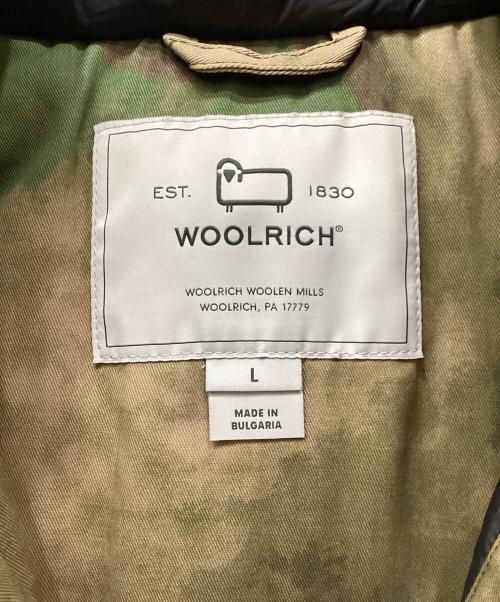 EST. 1830
WOOLRICH®
WOOLRICH WOOLEN MILLS
WOOLRICH, PA 17779
L
MADE IN
BULGARIA